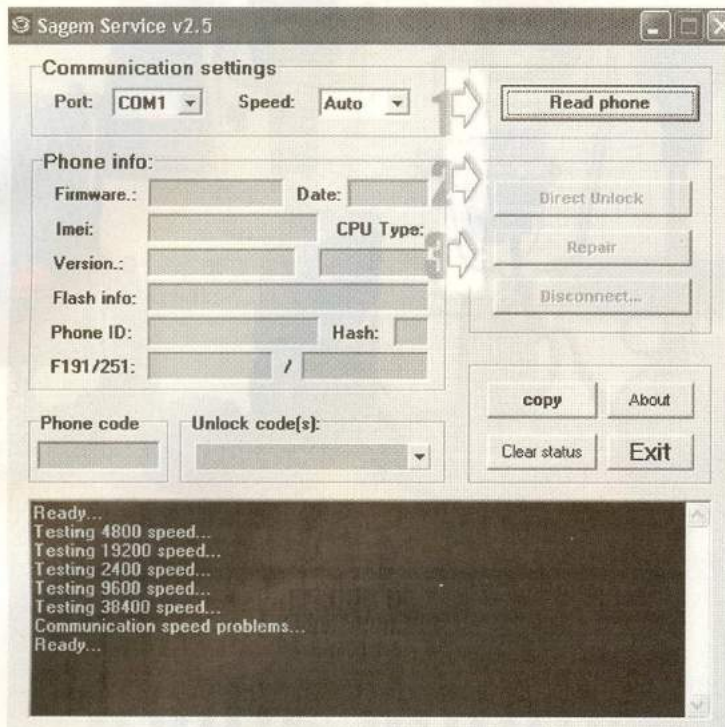 Sagem Service v2.5
Communication settings
Port: COM1 Speed: Auto
1
Read phone
Phone info:
Firmware.: Date:
2
Direct Unlock
Imei: CPU Type:
3
Repair
Version.:
Flash info:
Disconnect...
Phone ID: Hash:
F191/251: /
copy About
Phone code Unlock code(s):
Clear status Exit
Ready...
Testing 4800 speed...
Testing 19200 speed...
Testing 2400 speed...
Testing 9600 speed...
Testing 38400 speed...
Communication speed problems...
Ready...